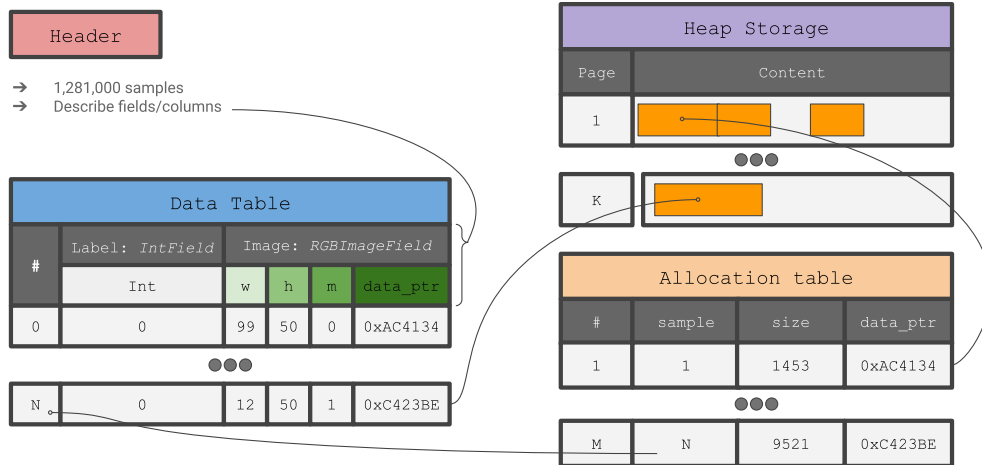 Header
➔ 1,281,000 samples
➔ Describe fields/columns
Data Table
# Label: IntField Image: RGBImageField
Int w h m data_ptr
0 0 99 50 0 0xAC4134
N 0 12 50 1 0xC423BE
Heap Storage
Page Content
1
K
Allocation table
# sample size data_ptr
1 1 1453 0xAC4134
M N 9521 0xC423BE